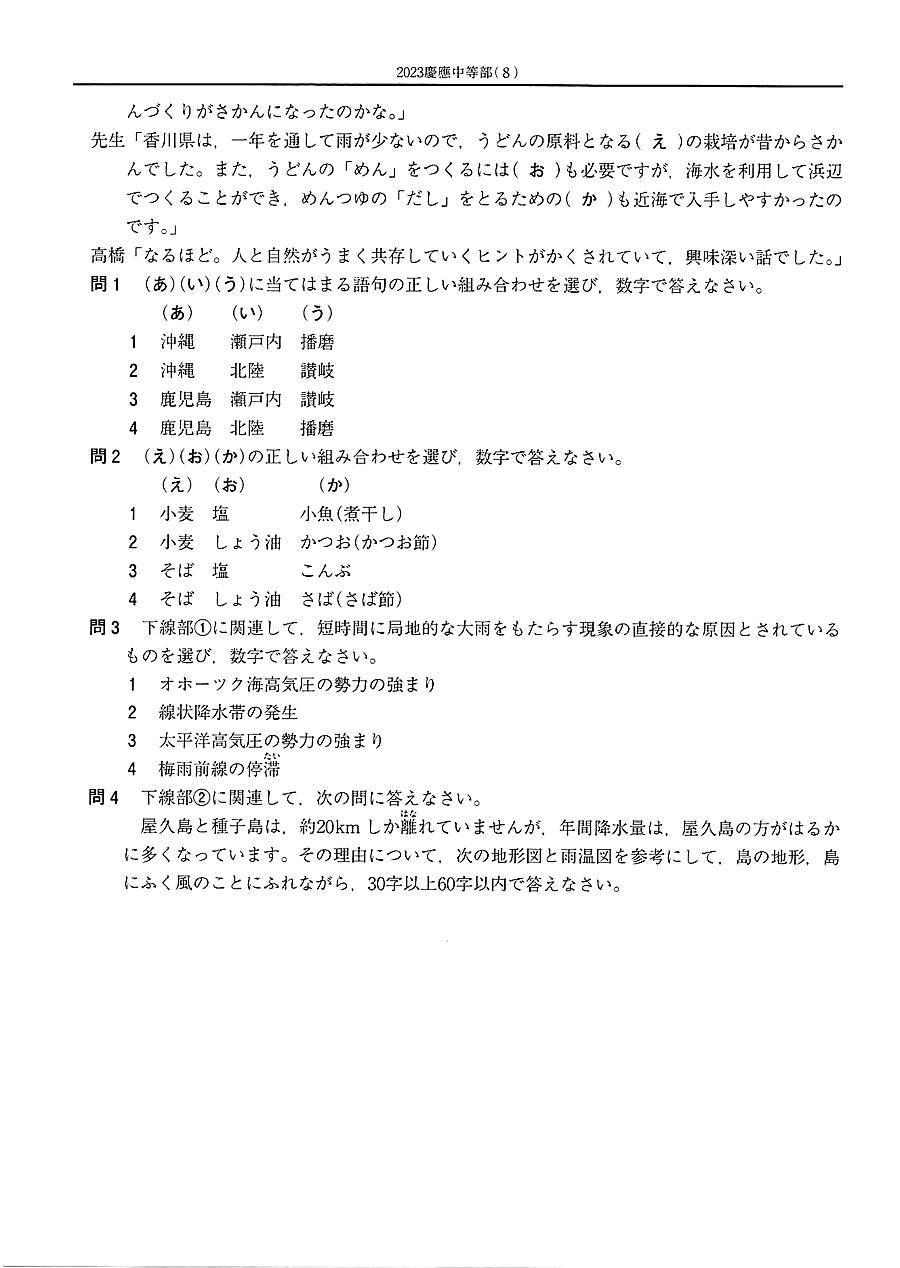 2023慶應中等部(8)
んづくりがさかんになったのかな。」
先生「香川県は，一年を通して雨が少ないので，うどんの原料となる( え )の栽培が昔からさか
んでした。また，うどんの「めん」をつくるには( お )も必要ですが，海水を利用して浜辺
でつくることができ，めんつゆの「だし」をとるための( か )も近海で入手しやすかったの
です。」
高橋「なるほど。人と自然がうまく共存していくヒントがかくされていて，興味深い話でした。」
問1 (あ)(い)(う)に当てはまる語句の正しい組み合わせを選び，数字で答えなさい。
(あ) (い) (う)
1 沖縄 瀬戸内 播磨
2 沖縄 北陸 讃岐
3 鹿児島 瀬戸内 讃岐
4 鹿児島 北陸 播磨
問2 (え)(お)(か)の正しい組み合わせを選び，数字で答えなさい。
(え) (お) (か)
1 小麦 塩 小魚(煮干し)
2 小麦 しょう油 かつお(かつお節)
3 そば 塩 こんぶ
4 そば しょう油 さば(さば節)
問3 下線部①に関連して，短時間に局地的な大雨をもたらす現象の直接的な原因とされている
ものを選び，数字で答えなさい。
1 オホーツク海高気圧の勢力の強まり
2 線状降水帯の発生
3 太平洋高気圧の勢力の強まり
たい
4 梅雨前線の停滞
問4 下線部②に関連して，次の問に答えなさい。
はな
屋久島と種子島は，約20km しか離れていませんが，年間降水量は，屋久島の方がはるか
に多くなっています。その理由について，次の地形図と雨温図を参考にして，島の地形，島
にふく風のことにふれながら，30字以上60字以内で答えなさい。